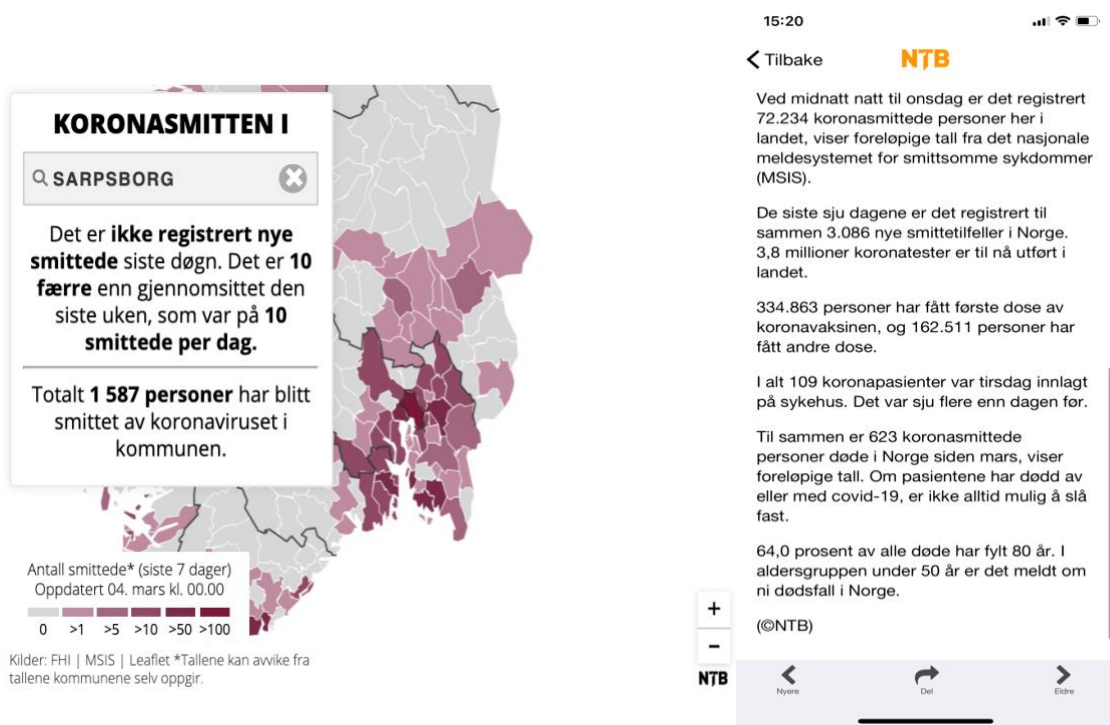 KORONASMITTEN I
SARPSBORG
Det er ikke registrert nye
smittede siste døgn. Det er 10
færre enn gjennomsittet den
siste uken, som var på 10
smittede per dag.
Totalt 1 587 personer har blitt
smittet av koronaviruset i
kommunen.
Antall smittede* (siste 7 dager)
Oppdatert 04. mars kl. 00.00
0 >1 >5 >10 >50 >100
Kilder: FHI | MSIS | Leaflet *Tallene kan avvike fra
tallene kommunene selv oppgir.
+
−
NTB
15:20
Tilbake
NTB
Ved midnatt natt til onsdag er det registrert
72.234 koronasmittede personer her i
landet, viser foreløpige tall fra det nasjonale
meldesystemet for smittsomme sykdommer
(MSIS).
De siste sju dagene er det registrert til
sammen 3.086 nye smittetilfeller i Norge.
3,8 millioner koronatester er til nå utført i
landet.
334.863 personer har fått første dose av
koronavaksinen, og 162.511 personer har
fått andre dose.
I alt 109 koronapasienter var tirsdag innlagt
på sykehus. Det var sju flere enn dagen før.
Til sammen er 623 koronasmittede
personer døde i Norge siden mars, viser
foreløpige tall. Om pasientene har dødd av
eller med covid-19, er ikke alltid mulig å slå
fast.
64,0 prosent av alle døde har fylt 80 år. I
aldersgruppen under 50 år er det meldt om
ni dødsfall i Norge.
(©NTB)
Nyere Del Eldre